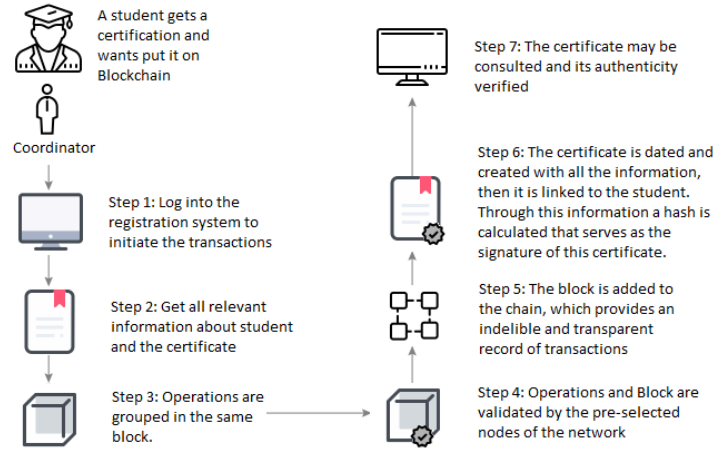 A student gets a
certification and
wants put it on
Blockchain
Coordinator
Step 1: Log into the
registration system to
initiate the transactions
Step 2: Get all relevant
information about student
and the certificate
Step 3: Operations are
grouped in the same
block.
Step 4: Operations and Block are
validated by the pre-selected
nodes of the network
Step 5: The block is added to
the chain, which provides an
indelible and transparent
record of transactions
Step 6: The certificate is dated and
created with all the information,
then it is linked to the student.
Through this information a hash is
calculated that serves as the
signature of this certificate.
Step 7: The certificate may be
consulted and its authenticity
verified